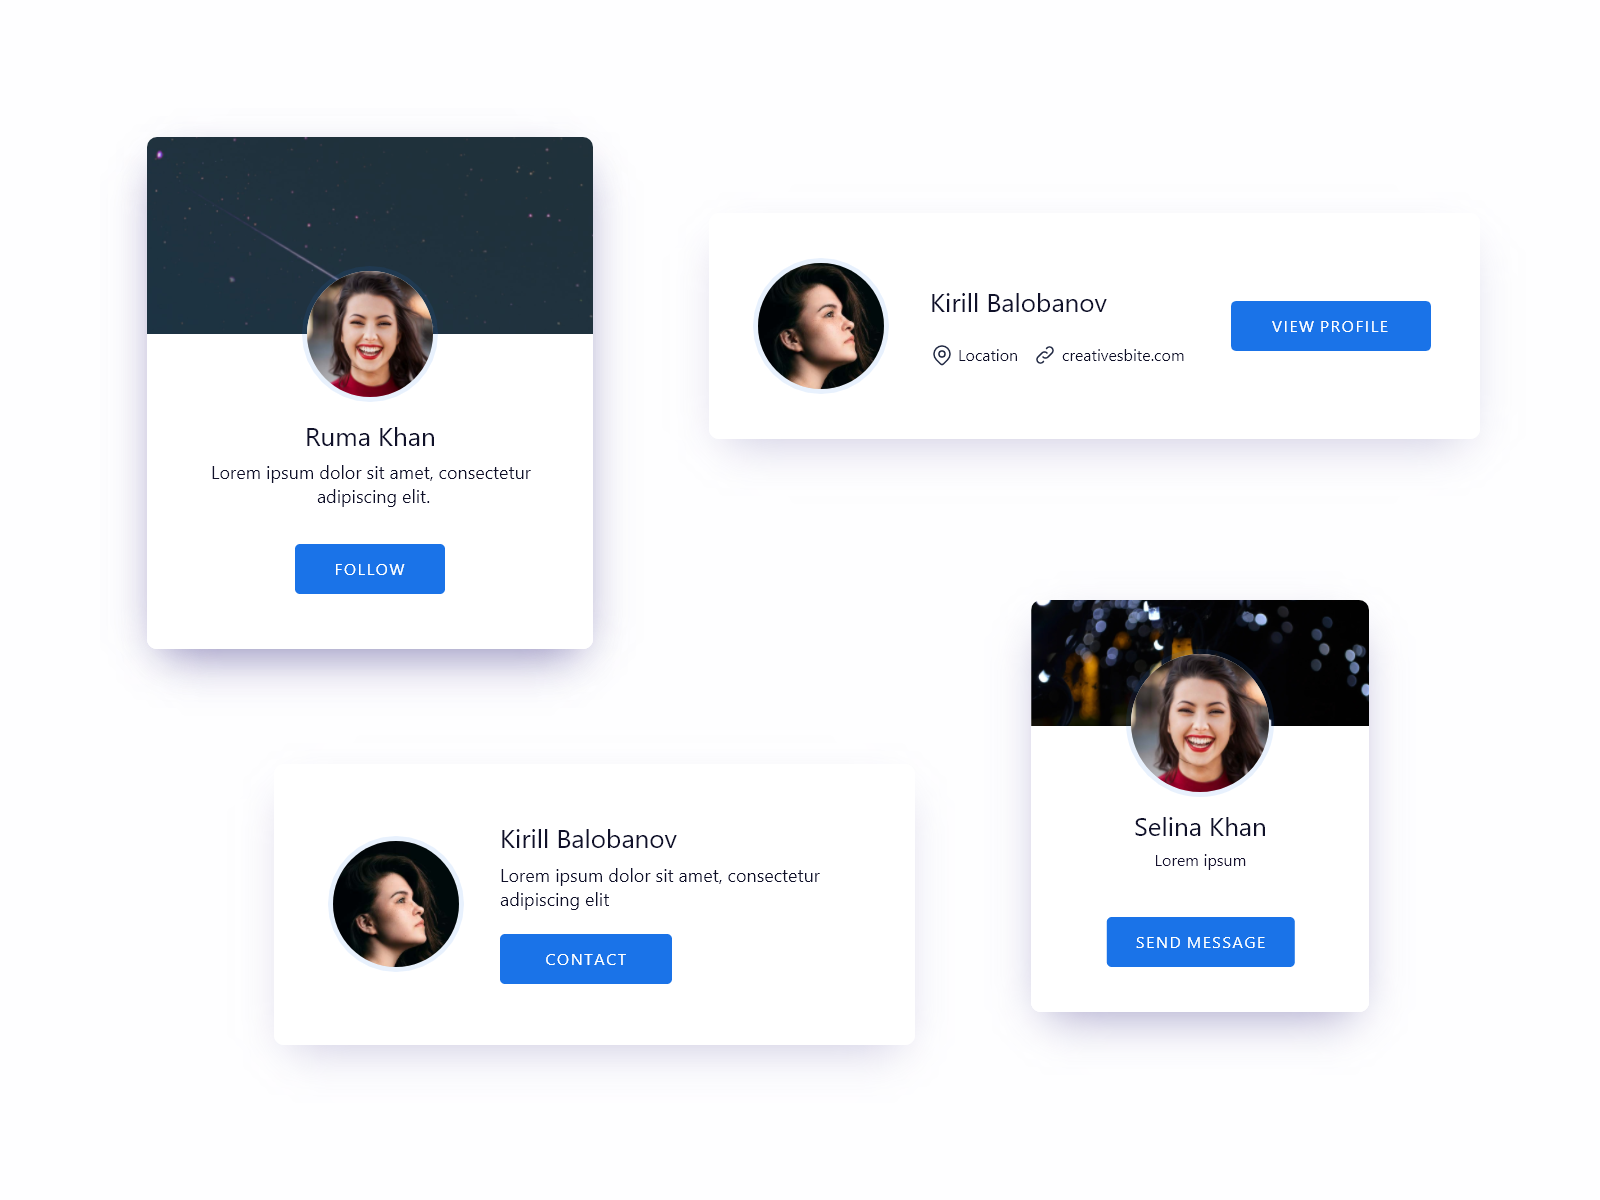 Ruma Khan
Lorem ipsum dolor sit amet, consectetur
adipiscing elit.
FOLLOW
Kirill Balobanov
Location creativesbite.com
VIEW PROFILE
Kirill Balobanov
Lorem ipsum dolor sit amet, consectetur
adipiscing elit
CONTACT
Selina Khan
Lorem ipsum
SEND MESSAGE